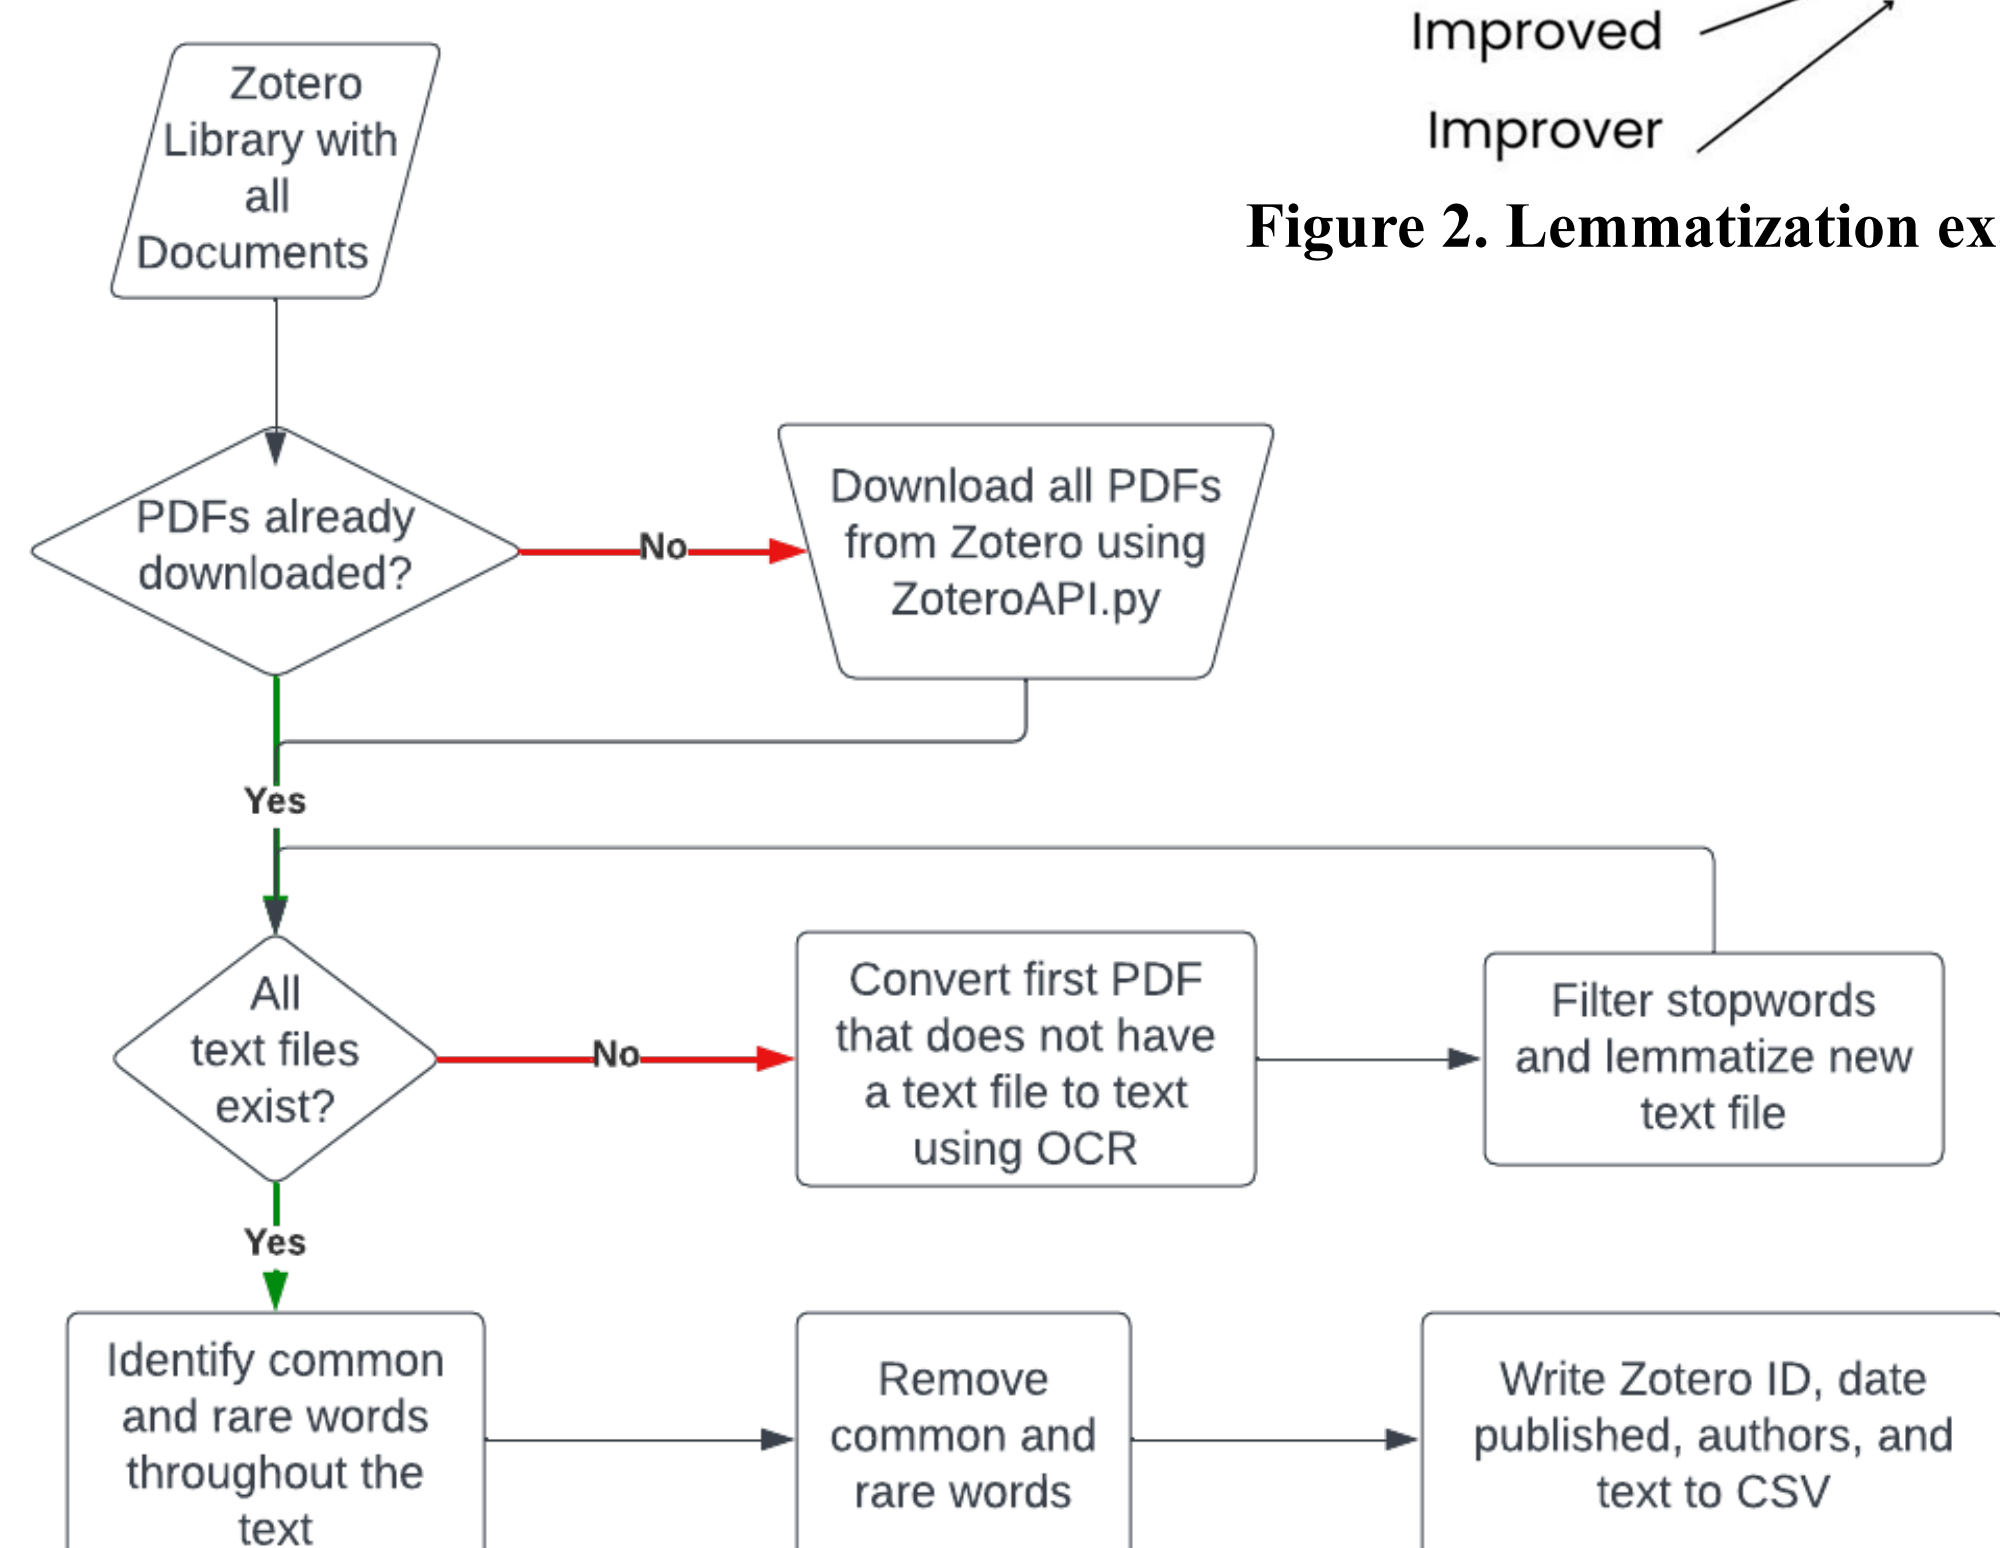 Improved
Improver
Figure 2. Lemmatization ex
Zotero
Library with
all
Documents
PDFs already
downloaded?
No
Download all PDFs
from Zotero using
ZoteroAPI.py
Yes
All
text files
exist?
No
Convert first PDF
that does not have
a text file to text
using OCR
Filter stopwords
and lemmatize new
text file
Yes
Identify common
and rare words
throughout the
text
Remove
common and
rare words
Write Zotero ID, date
published, authors, and
text to CSV